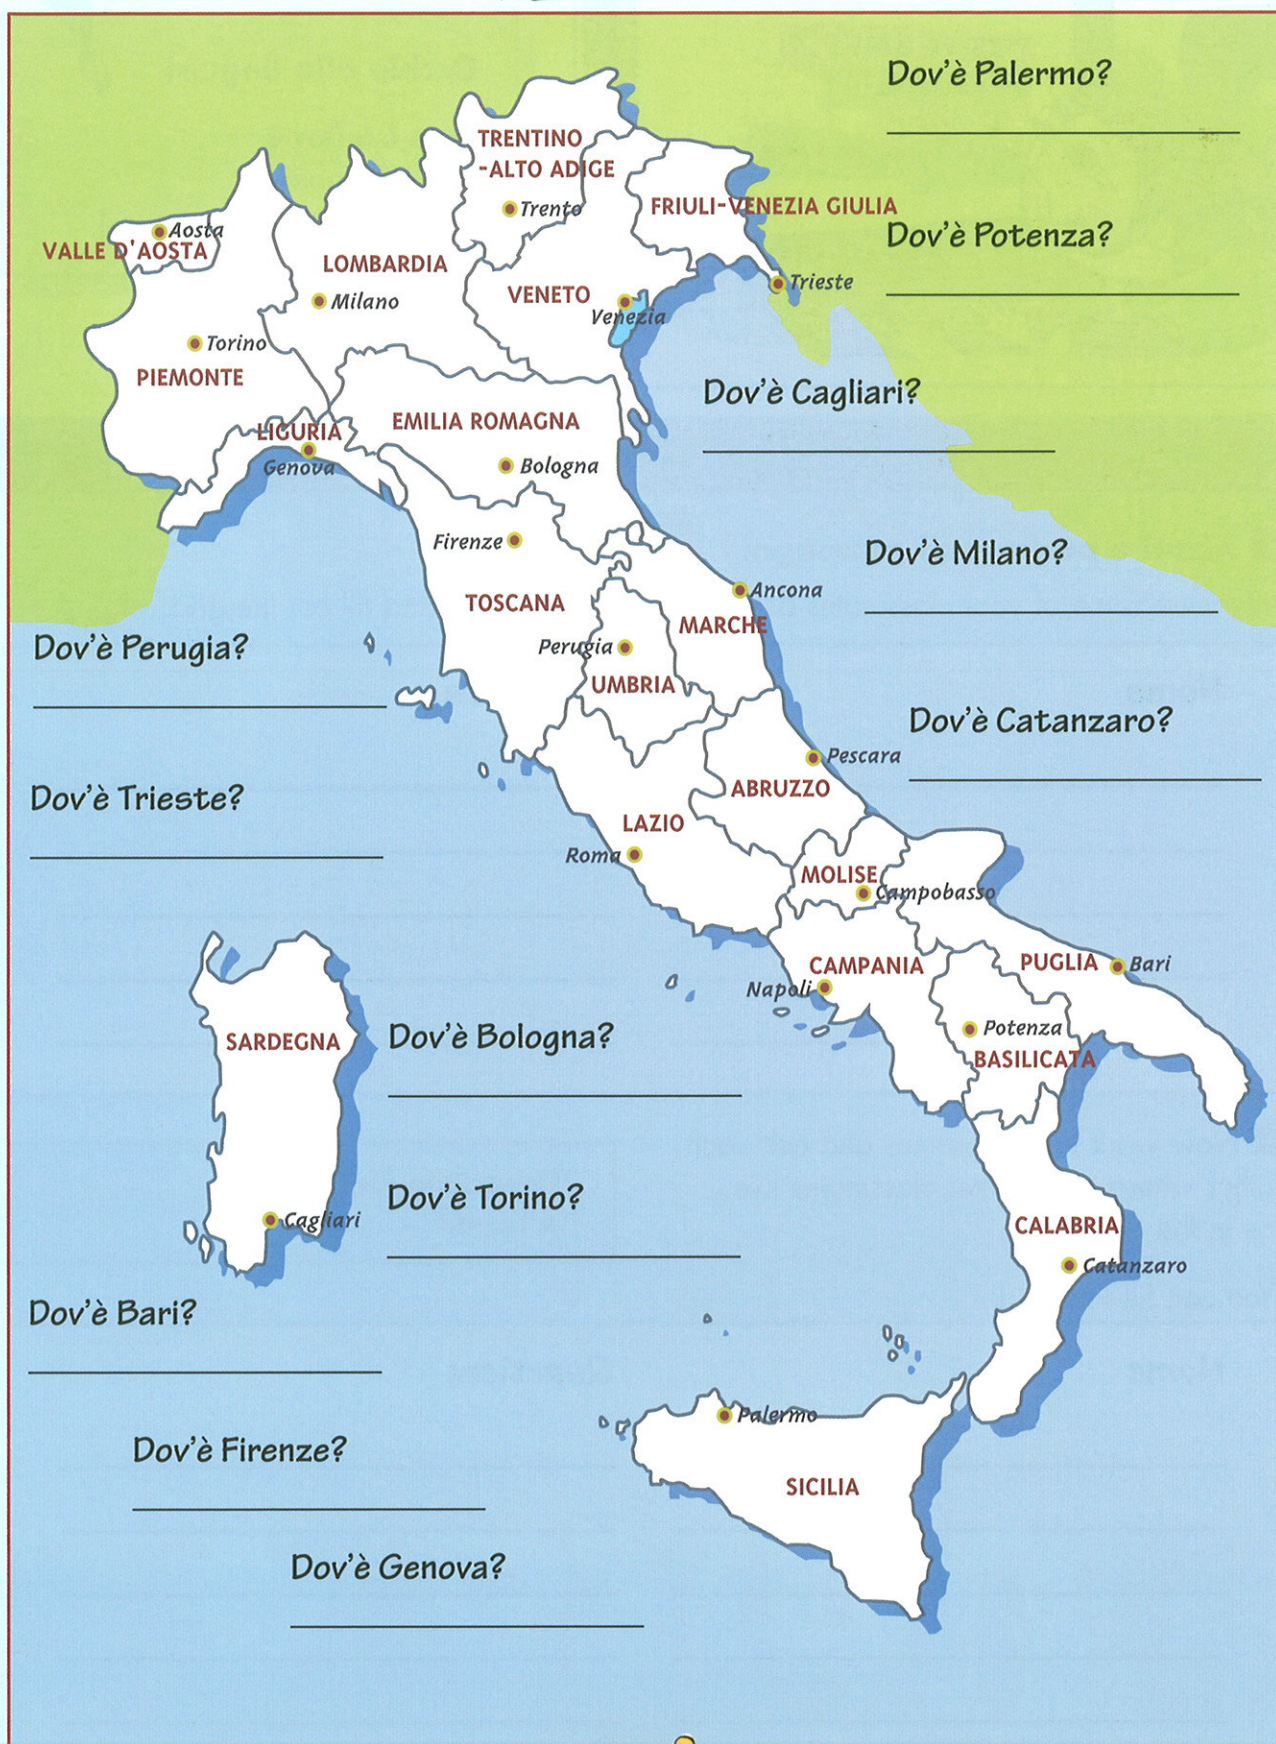 Dov'è Palermo?
TRENTINO
-ALTO ADIGE
Trento
FRIULI-VENEZIA GIULIA
Aosta
VALLE D'AOSTA
Dov'è Potenza?
LOMBARDIA
Trieste
VENETO
Milano
Venezia
Torino
PIEMONTE
Dov'è Cagliari?
EMILIA ROMAGNA
LIGURIA
Genova
Bologna
Firenze
Dov'è Milano?
Ancona
TOSCANA
MARCHE
Dov'è Perugia?
Perugia
UMBRIA
Dov'è Catanzaro?
Pescara
ABRUZZO
Dov'è Trieste?
LAZIO
Roma
MOLISE
Campobasso
CAMPANIA
PUGLIA
Bari
Napoli
Potenza
BASILICATA
SARDEGNA
Dov'è Bologna?
Dov'è Torino?
Cagliari
CALABRIA
Catanzaro
Dov'è Bari?
Palermo
Dov'è Firenze?
SICILIA
Dov'è Genova?